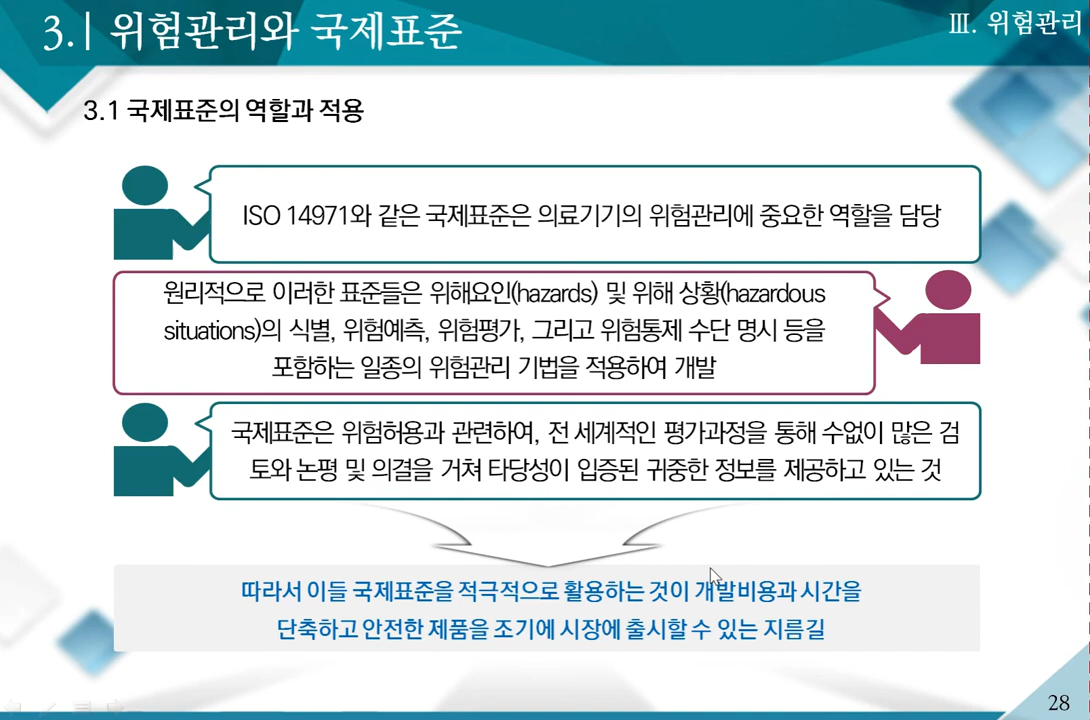 3. | 위험관리와 국제표준
Ⅲ. 위험관리
3.1 국제표준의 역할과 적용
ISO 14971와 같은 국제표준은 의료기기의 위험관리에 중요한 역할을 담당
원리적으로 이러한 표준들은 위해요인(hazards) 및 위해 상황(hazardous
situations)의 식별, 위험예측, 위험평가, 그리고 위험통제 수단 명시 등을
포함하는 일종의 위험관리 기법을 적용하여 개발
국제표준은 위험허용과 관련하여, 전 세계적인 평가과정을 통해 수없이 많은 검
토와 논평 및 의결을 거쳐 타당성이 입증된 귀중한 정보를 제공하고 있는 것
따라서 이들 국제표준을 적극적으로 활용하는 것이 개발비용과 시간을
단축하고 안전한 제품을 조기에 시장에 출시할 수 있는 지름길
28